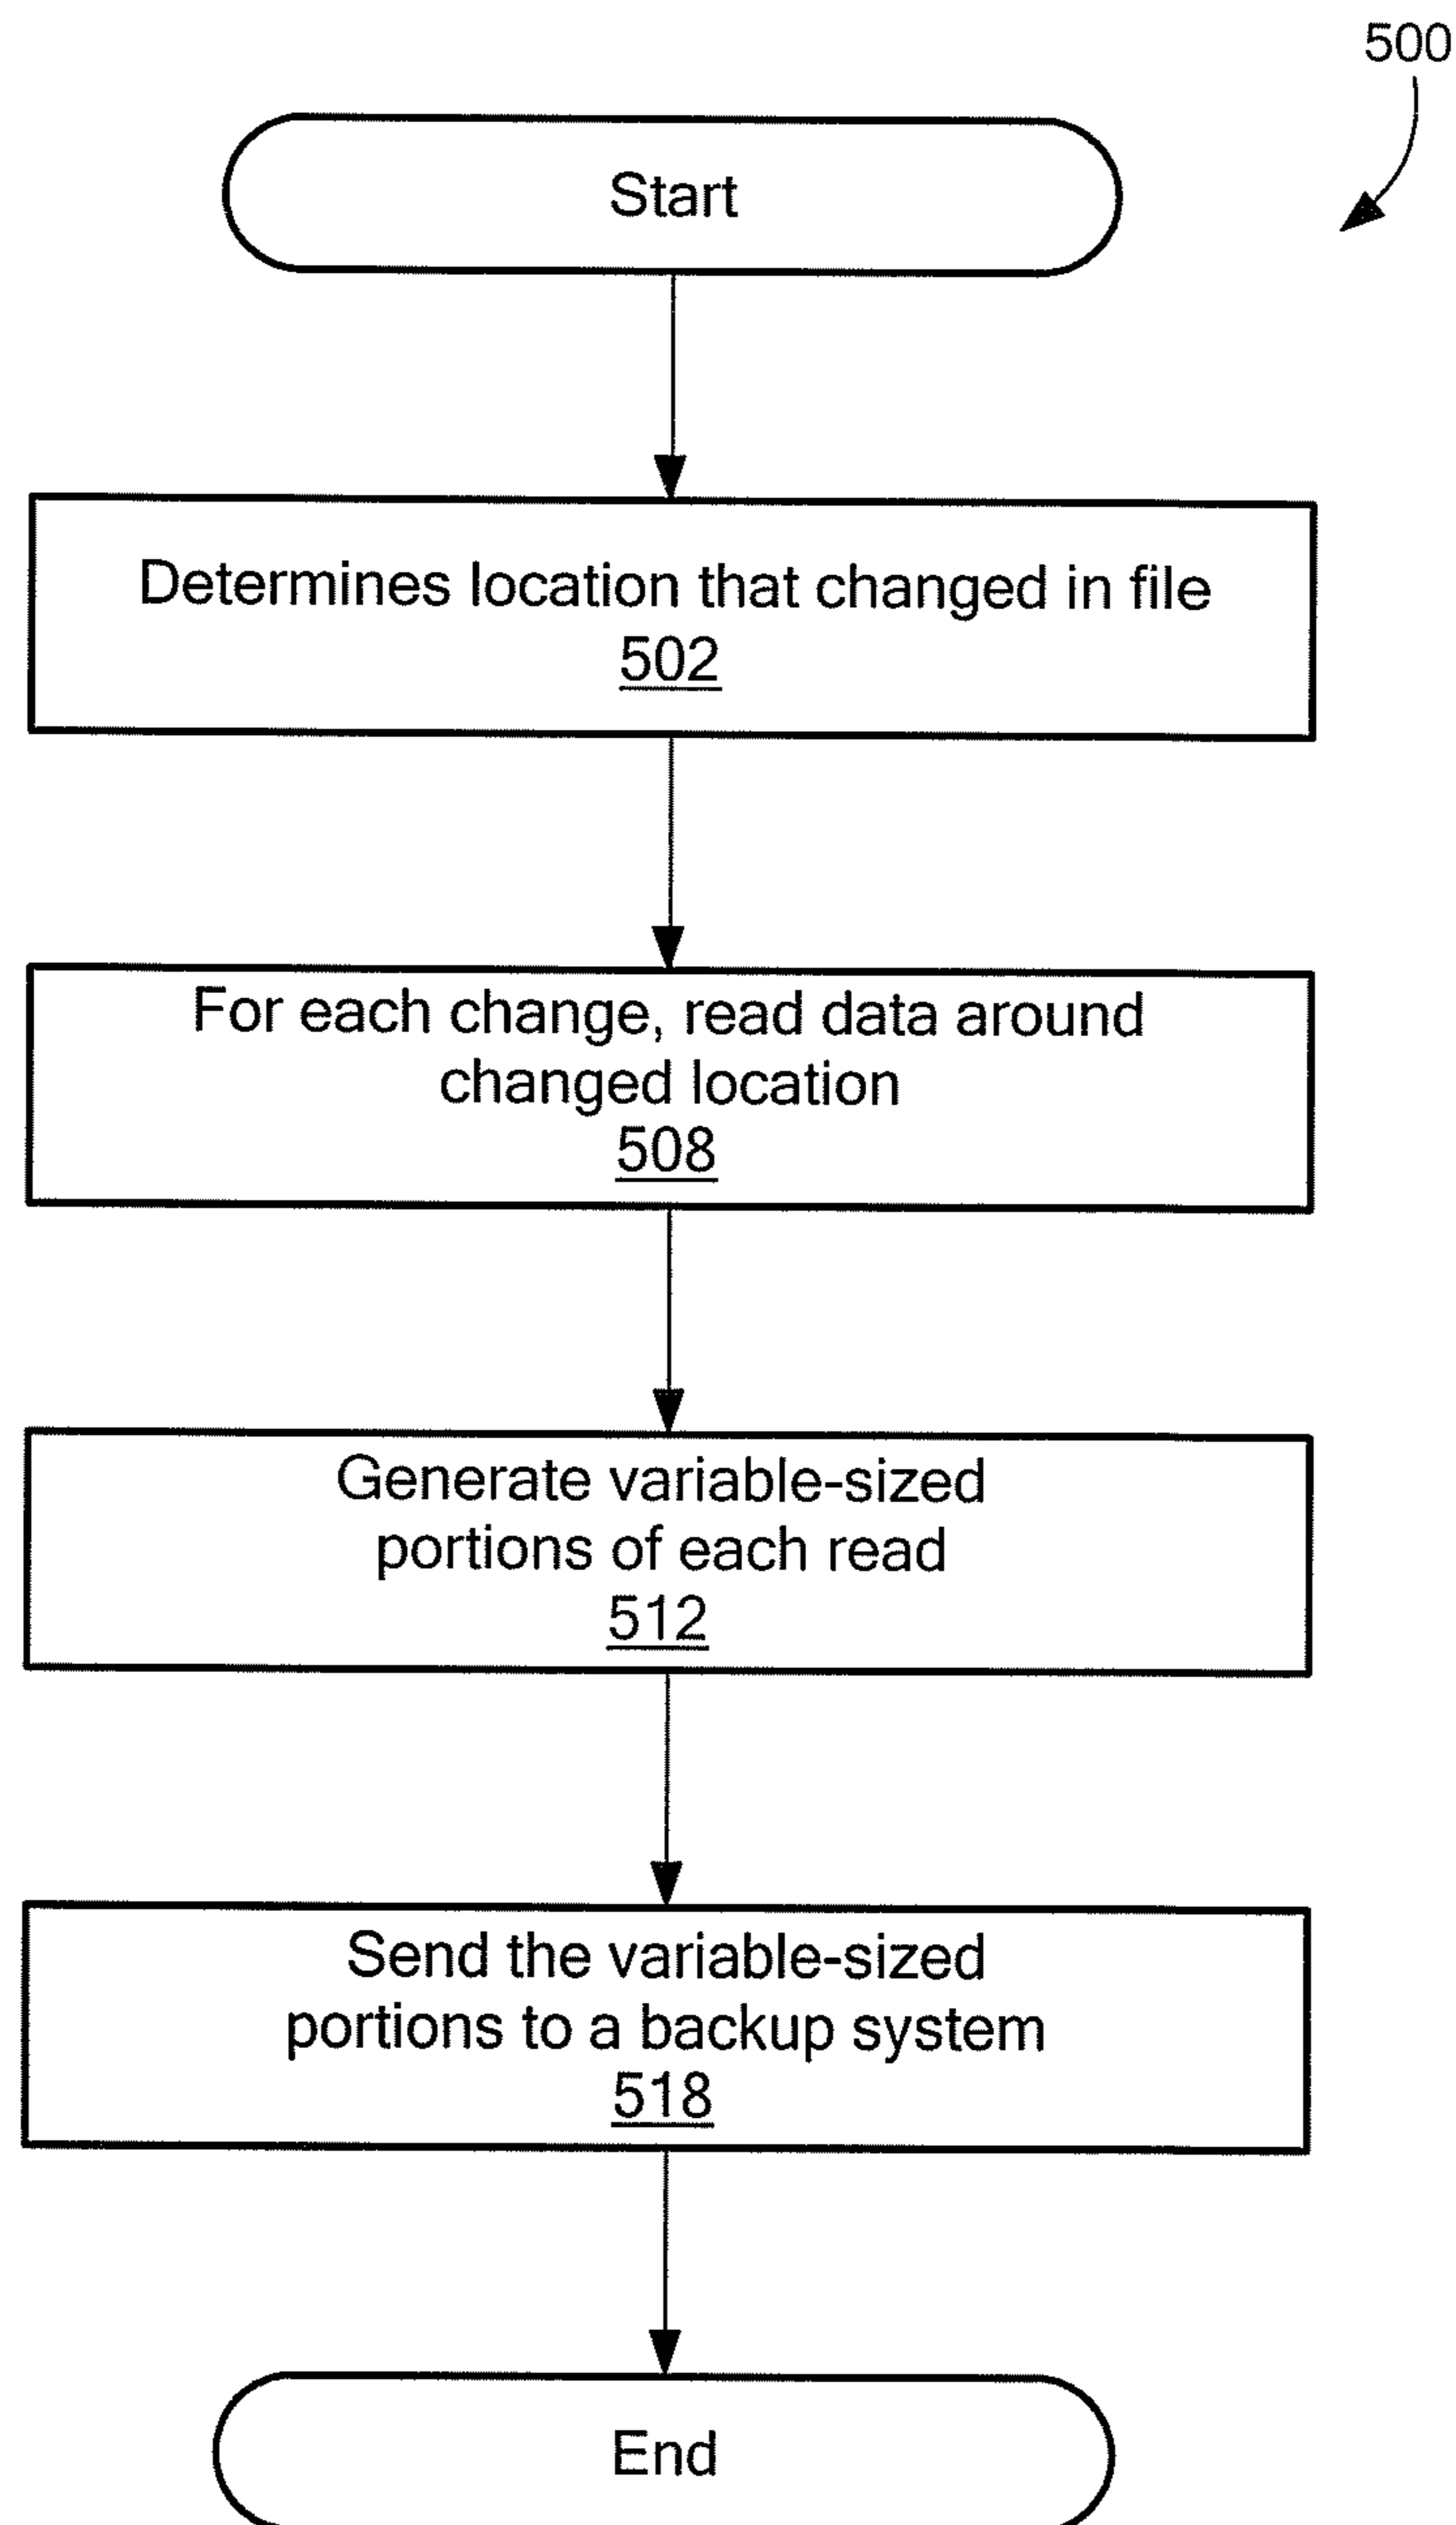 500
Start
Determines location that changed in file
502
For each change, read data around
changed location
508
Generate variable-sized
portions of each read
512
Send the variable-sized
portions to a backup system
518
End